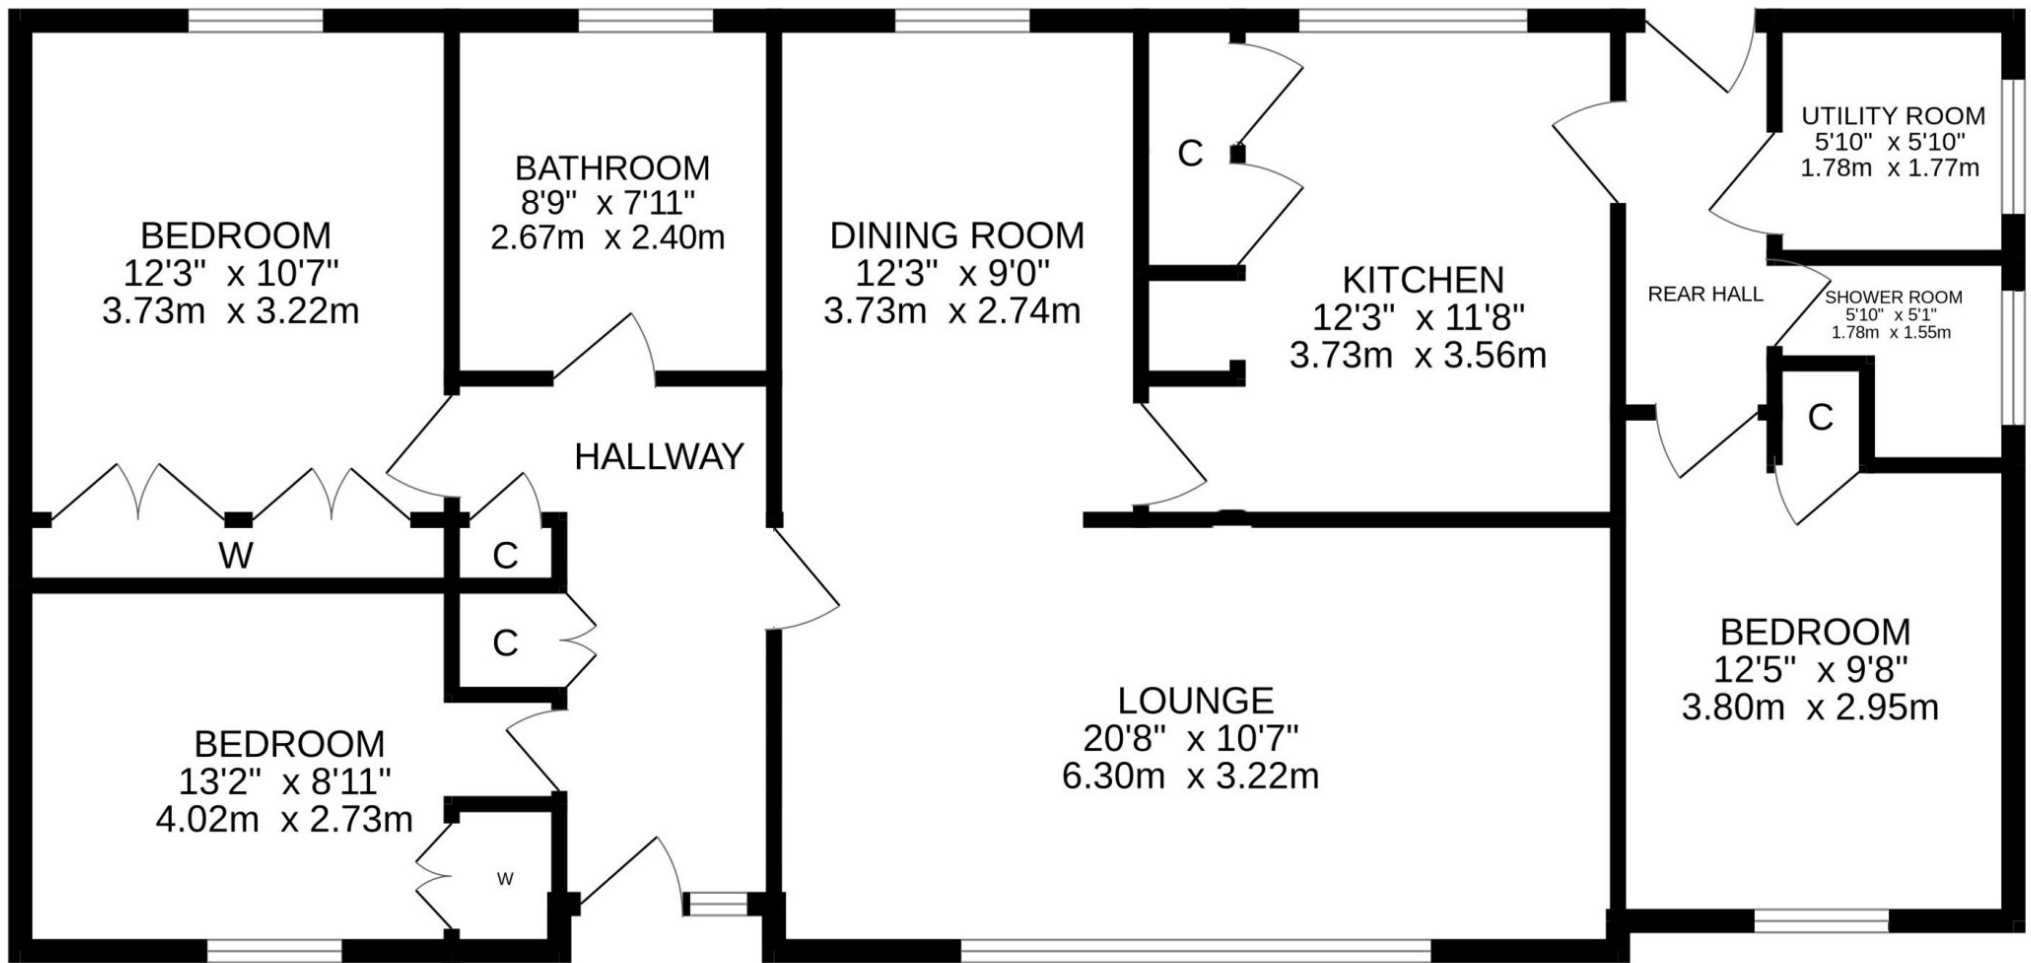 BEDROOM
12'3" x 10'7"
3.73m x 3.22m
BATHROOM
8'9" x 7'11"
2.67m x 2.40m
DINING ROOM
12'3" x 9'0"
3.73m x 2.74m
C
KITCHEN
12'3" x 11'8"
3.73m x 3.56m
UTILITY ROOM
5'10" x 5'10"
1.78m x 1.77m
REAR HALL
SHOWER ROOM
5'10" x 5'1"
1.78m x 1.55m
C
HALLWAY
W
C
C
BEDROOM
13'2" x 8'11"
4.02m x 2.73m
W
LOUNGE
20'8" x 10'7"
6.30m x 3.22m
BEDROOM
12'5" x 9'8"
3.80m x 2.95m